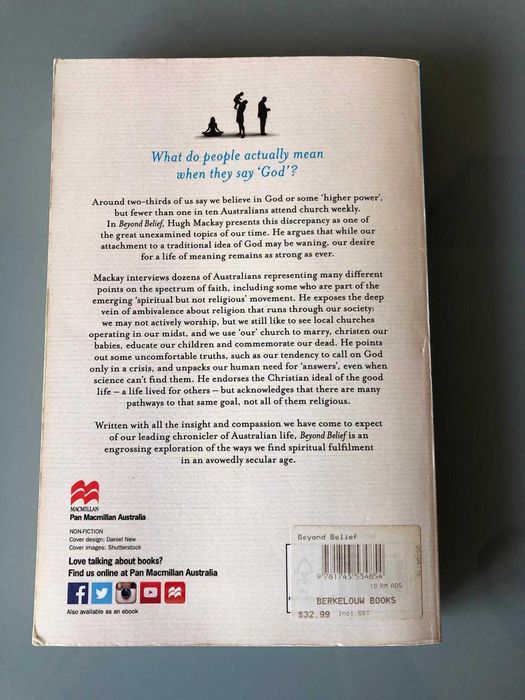 What do people actually mean
when they say 'God'?
Around two-thirds of us say we believe in God or some 'higher power',
but fewer than one in ten Australians attend church weekly.
In Beyond Belief, Hugh Mackay presents this discrepancy as one of
the great unexamined topics of our time. He argues that while our
attachment to a traditional idea of God may be waning, our desire
for a life of meaning remains as strong as ever.
Mackay interviews dozens of Australians representing many different
points on the spectrum of faith, including some who are part of the
emerging 'spiritual but not religious' movement. He exposes the deep
vein of ambivalence about religion that runs through our society:
we may not actively worship, but we still like to see local churches
operating in our midst, and we use 'our' church to marry, christen our
babies, educate our children and commemorate our dead. He points
out some uncomfortable truths, such as our tendency to call on God
only in a crisis, and unpacks our human need for 'answers', even when
science can't find them. He endorses the Christian ideal of the good
life – a life lived for others – but acknowledges that there are many
pathways to that same goal, not all of them religious.
Written with all the insight and compassion we have come to expect
of our leading chronicler of Australian life, Beyond Belief is an
engrossing exploration of the ways we find spiritual fulfilment
in an avowedly secular age.
MACMILLAN
Pan Macmillan Australia
NON-FICTION
Cover design: Daniel New
Cover images: Shutterstock
Love talking about books?
Find us online at Pan Macmillan Australia
Also available as an ebook
Beyond Belief
9 781743 534854
10 RM ADS
BERKELOUW BOOKS
$32.99 Incl GST